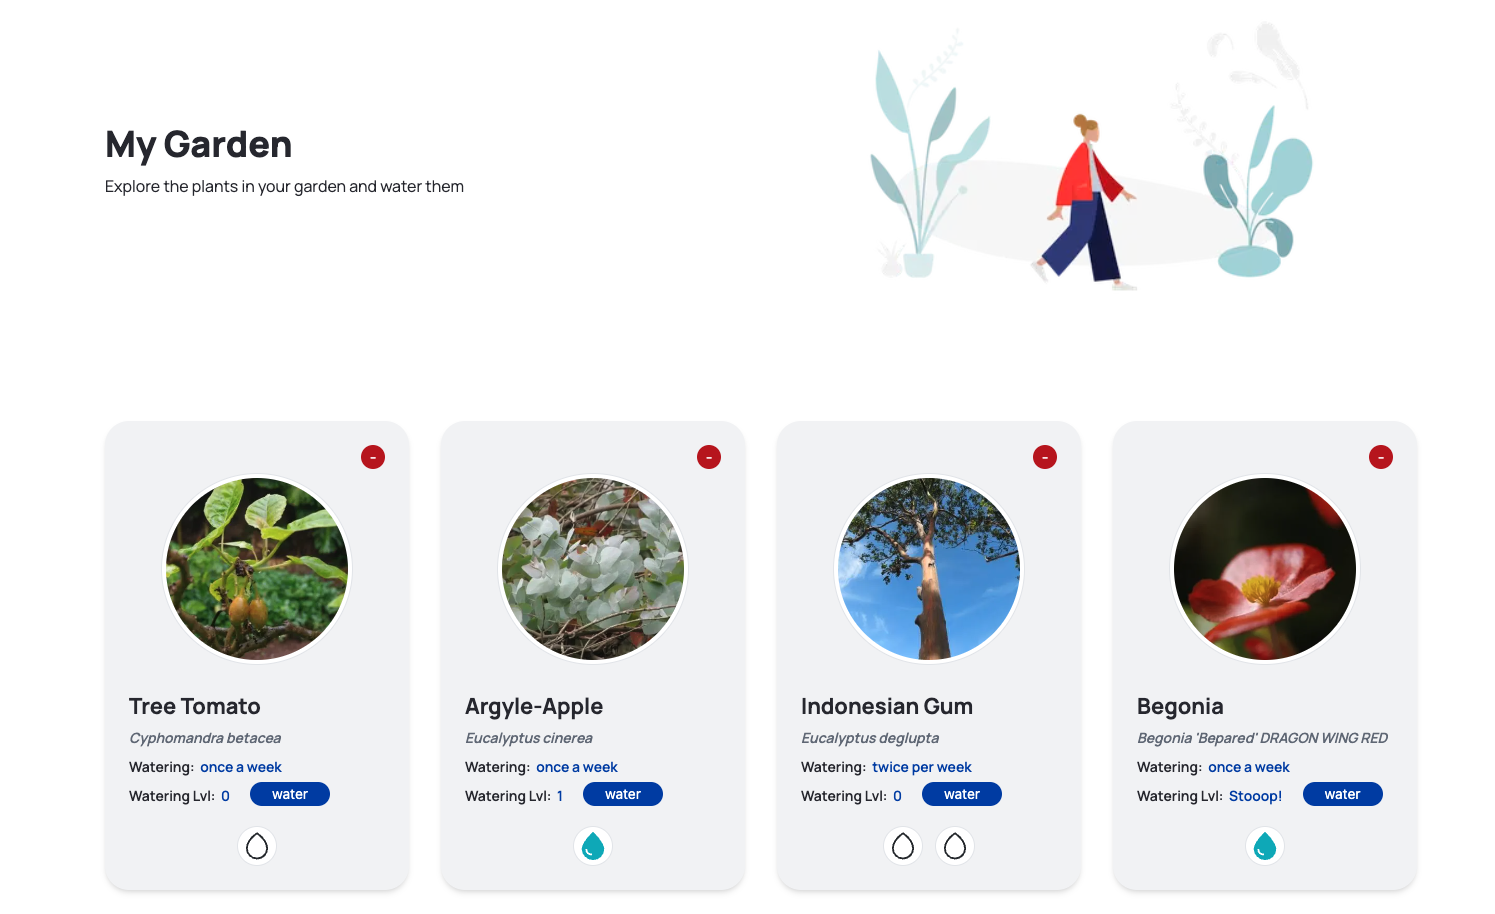 My Garden
Explore the plants in your garden and water them
-
-
-
-
Tree Tomato
Cyphomandra betacea
Watering: once a week
Watering Lvl: 0 water
Argyle-Apple
Eucalyptus cinerea
Watering: once a week
Watering Lvl: 1 water
Indonesian Gum
Eucalyptus deglupta
Watering: twice per week
Watering Lvl: 0 water
Begonia
Begonia 'Bepared' DRAGON WING RED
Watering: once a week
Watering Lvl: Stooop! water